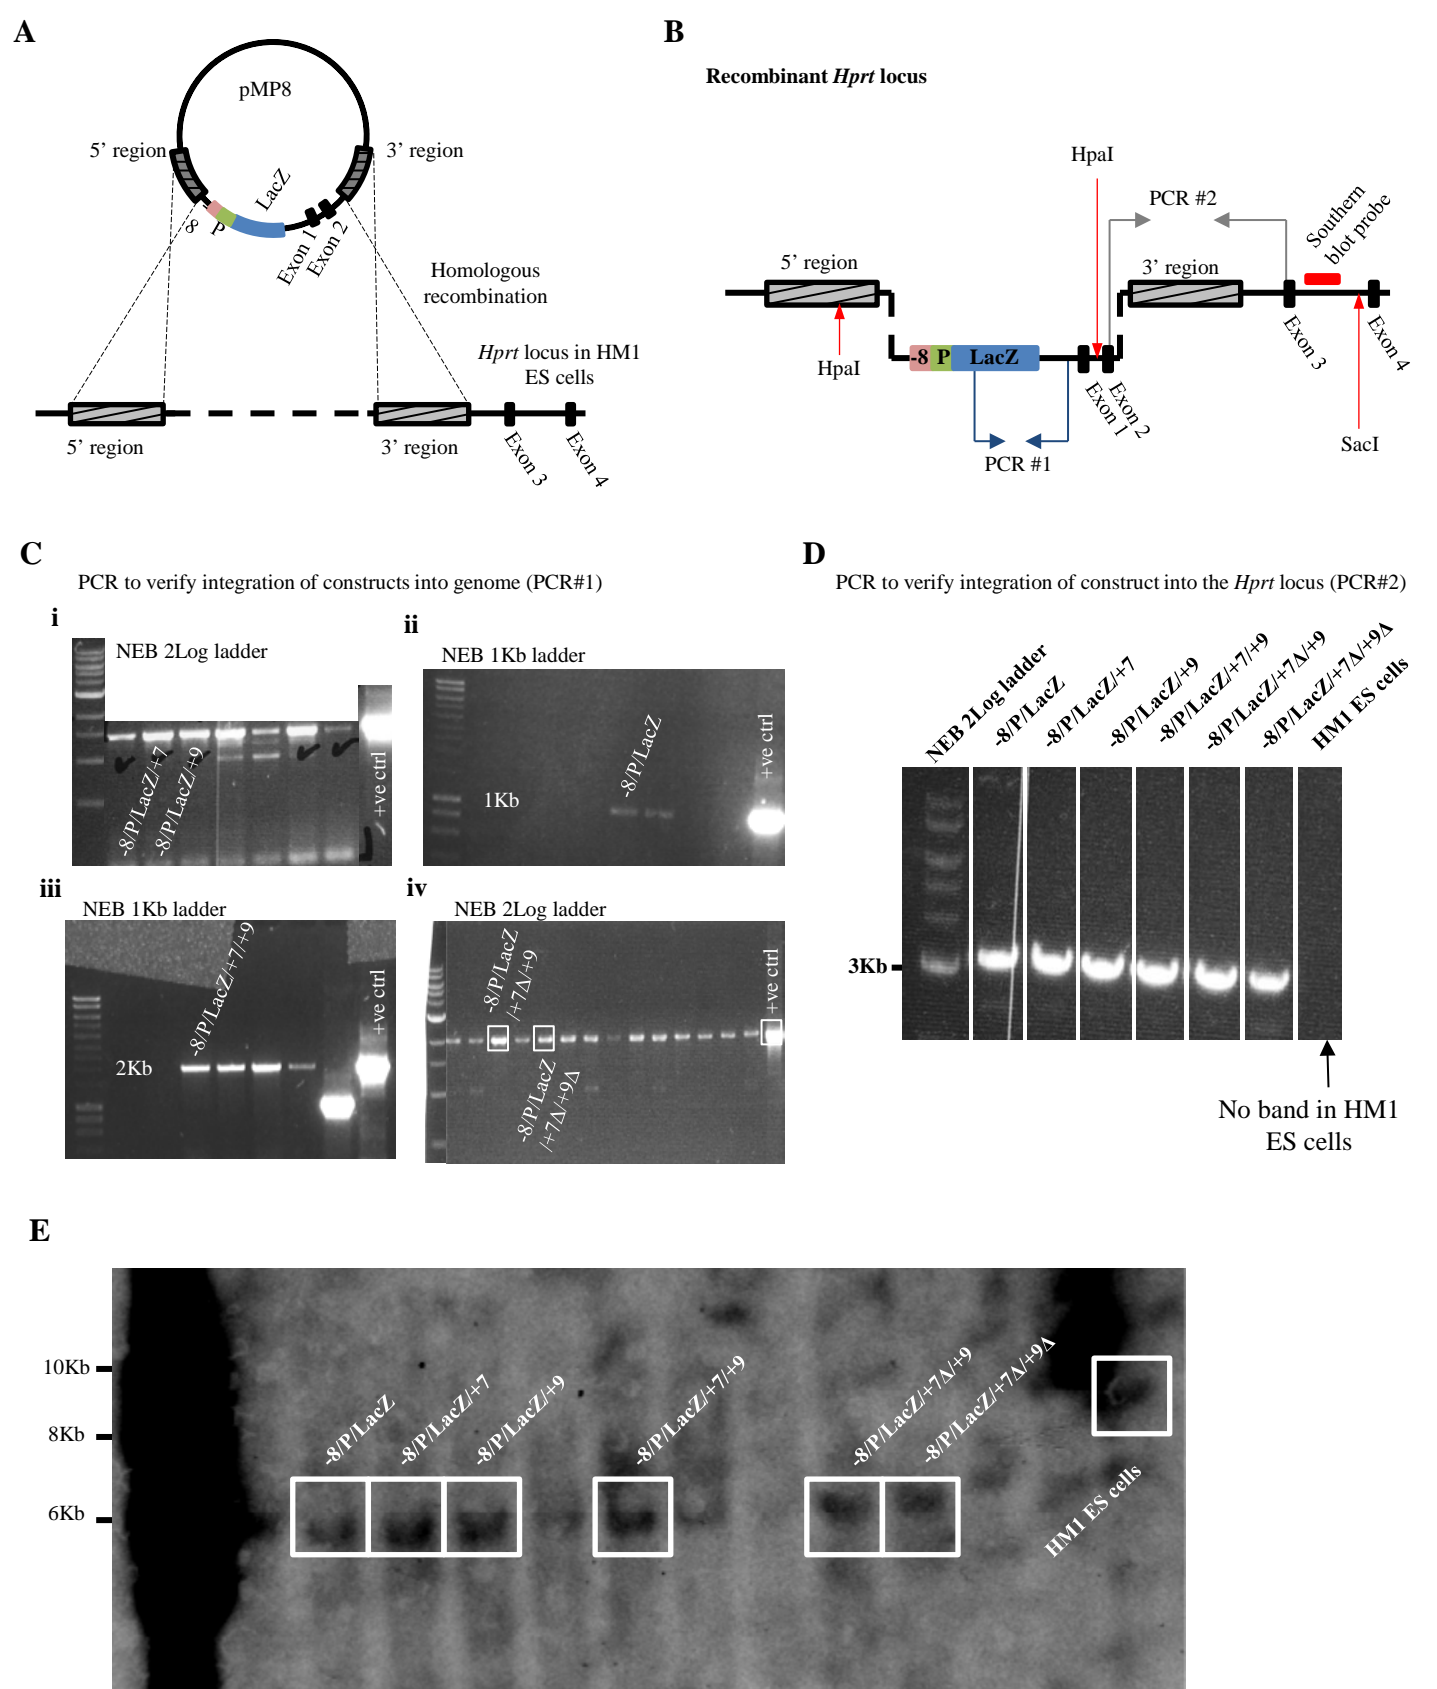 A
pMP8
5’ region
3’ region
LacZ
-8
P
Exon 1
Exon 2
Homologous
recombination
Hprt locus in HM1
ES cells
5’ region
3’ region
Exon 3
Exon 4
B
Recombinant Hprt locus
HpaI
PCR #2
Southern
blot probe
5’ region
3’ region
HpaI
-8
P
LacZ
Exon 1
Exon 2
Exon 3
Exon 4
PCR #1
SacI
C
PCR to verify integration of constructs into genome (PCR#1)
i
NEB 2Log ladder
-8/P/LacZ/+7
-8/P/LacZ/+9
+ve ctrl
ii
NEB 1Kb ladder
1Kb
-8/P/LacZ
+ve ctrl
iii
NEB 1Kb ladder
2Kb
-8/P/LacZ/+7/+9
+ve ctrl
iv
NEB 2Log ladder
-8/P/LacZ
/+7Δ/+9
-8/P/LacZ
/+7Δ/+9Δ
+ve ctrl
D
PCR to verify integration of construct into the Hprt locus (PCR#2)
NEB 2Log ladder
-8/P/LacZ
-8/P/LacZ/+7
-8/P/LacZ/+9
-8/P/LacZ/+7/+9
-8/P/LacZ/+7Δ/+9
-8/P/LacZ/+7Δ/+9Δ
HM1 ES cells
3Kb
No band in HM1
ES cells
E
10Kb
8Kb
6Kb
-8/P/LacZ
-8/P/LacZ/+7
-8/P/LacZ/+9
-8/P/LacZ/+7/+9
-8/P/LacZ/+7Δ/+9
-8/P/LacZ/+7Δ/+9Δ
HM1 ES cells